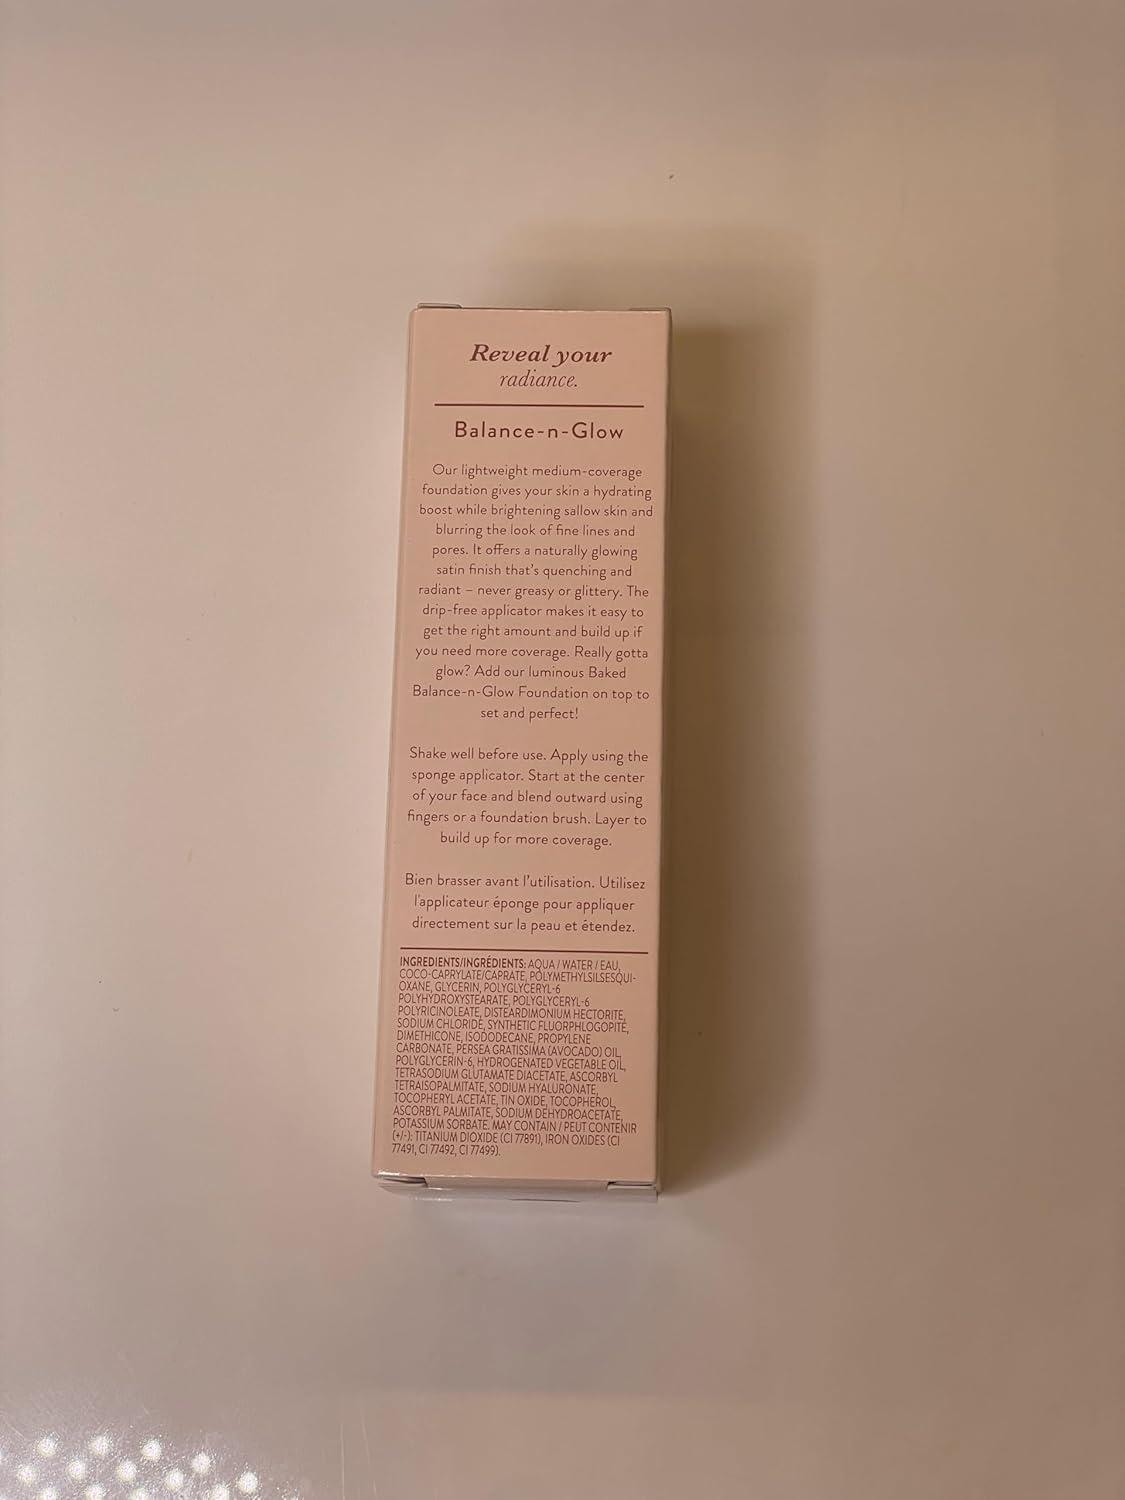 Reveal your
radiance.
Balance-n-Glow
Our lightweight medium-coverage
foundation gives your skin a hydrating
boost while brightening sallow skin and
blurring the look of fine lines and
pores. It offers a naturally glowing
satin finish that's quenching and
radiant – never greasy or glittery. The
drip-free applicator makes it easy to
get the right amount and build up if
you need more coverage. Really gotta
glow? Add our luminous Baked
Balance-n-Glow Foundation on top to
set and perfect!
Shake well before use. Apply using the
sponge applicator. Start at the center
of your face and blend outward using
fingers or a foundation brush. Layer to
build up for more coverage.
Bien brasser avant l'utilisation. Utilisez
l'applicateur éponge pour appliquer
directement sur la peau et étendez.
INGREDIENTS/INGRÉDIENTS: AQUA / WATER / EAU,
COCO-CAPRYLATE/CAPRATE, POLYMETHYLSILSESQUI-
OXANE, GLYCERIN, POLYGLYCERYL-6
POLYHYDROXYSTEARATE, POLYGLYCERYL-6
POLYRICINOLEATE, DISTEARDIMONIUM HECTORITE,
SODIUM CHLORIDE, SYNTHETIC FLUORPHLOGOPITE,
DIMETHICONE, ISODODECANE, PROPYLENE
CARBONATE, PERSEA GRATISSIMA (AVOCADO) OIL,
POLYGLYCERIN-6, HYDROGENATED VEGETABLE OIL,
TETRASODIUM GLUTAMATE DIACETATE, ASCORBYL
TETRAISOPALMITATE, SODIUM HYALURONATE,
TOCOPHERYL ACETATE, TIN OXIDE, TOCOPHEROL,
ASCORBYL PALMITATE, SODIUM DEHYDROACETATE,
POTASSIUM SORBATE. MAY CONTAIN / PEUT CONTENIR
(+/-): TITANIUM DIOXIDE (CI 77891), IRON OXIDES (CI
77491, CI 77492, CI 77499).